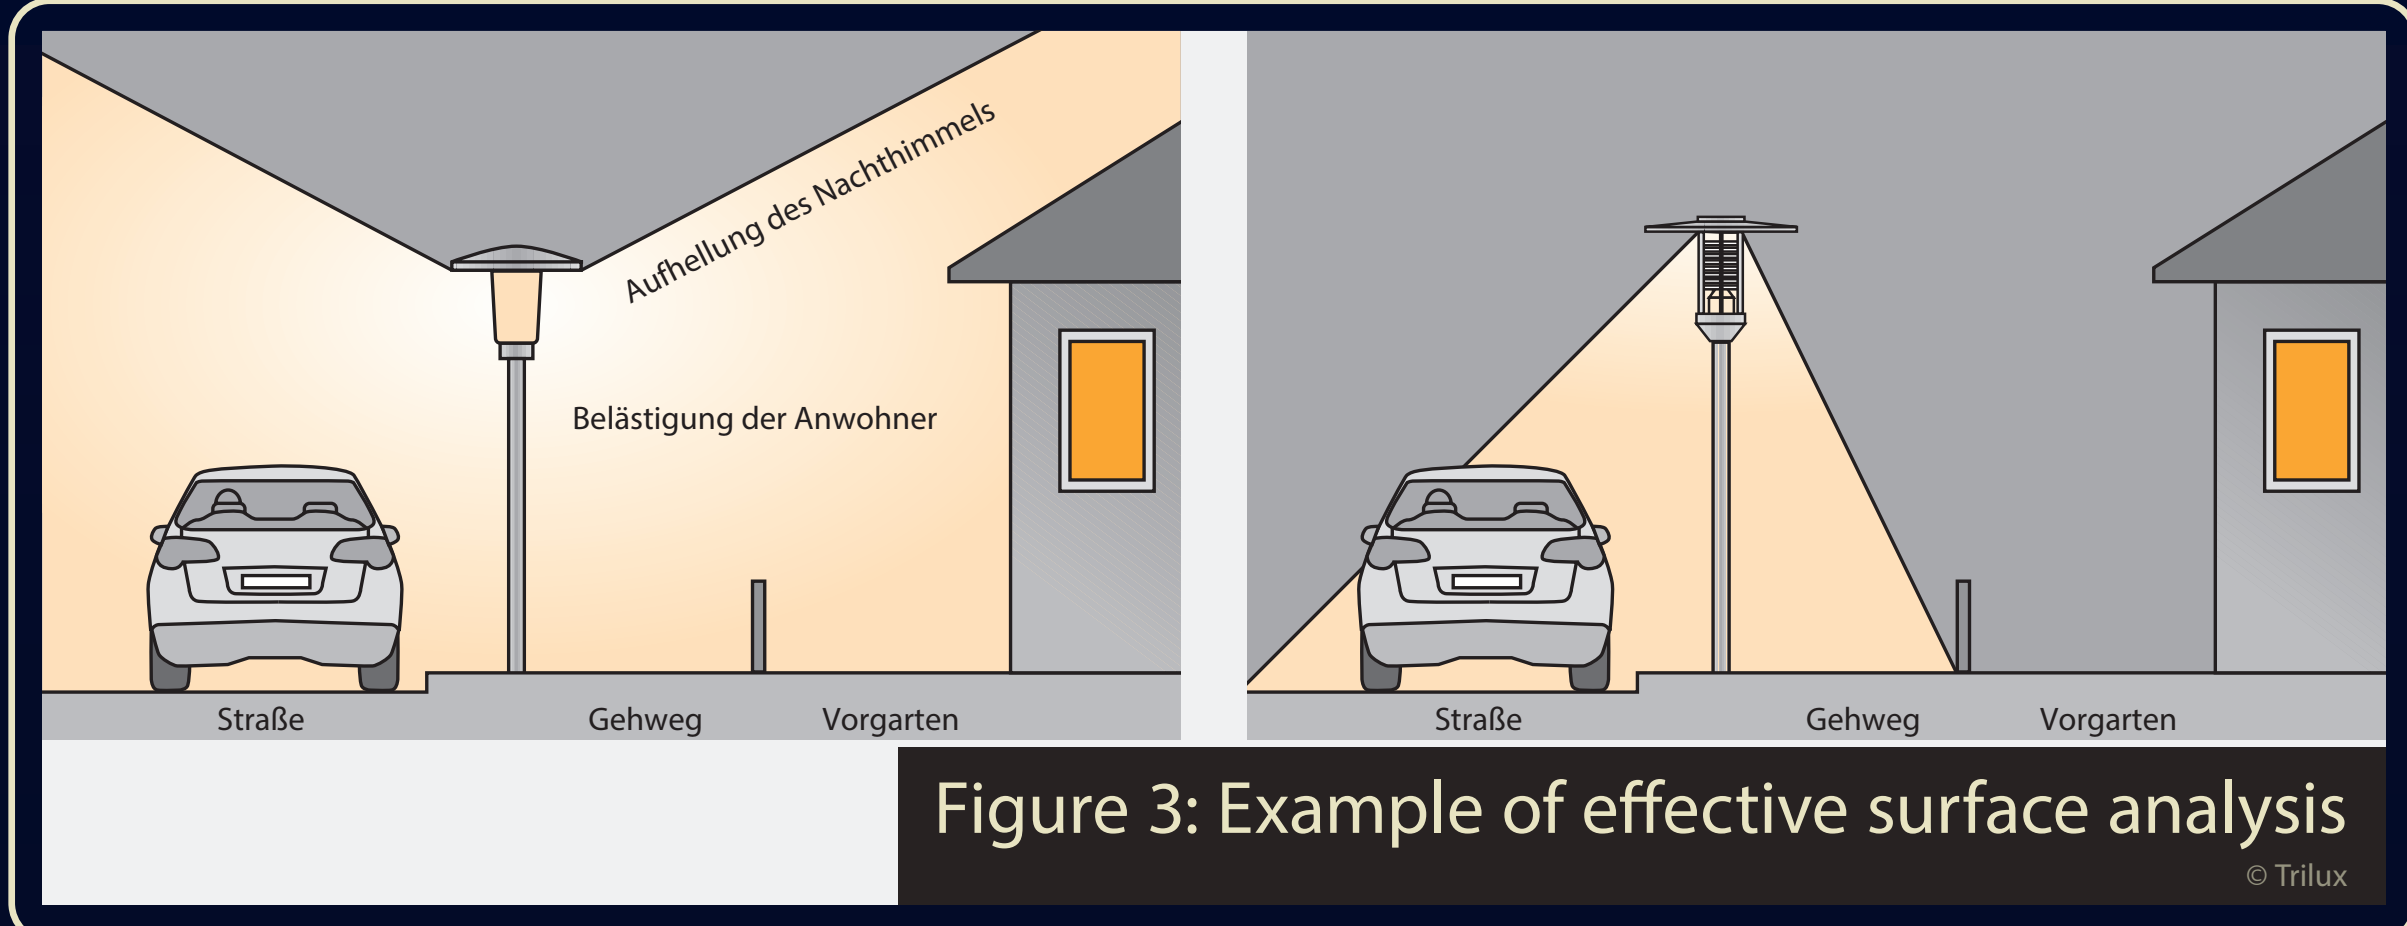 Aufhellung des Nachthimmels
Belästigung der Anwohner
Straße
Gehweg
Vorgarten
Straße
Gehweg
Vorgarten
Figure 3: Example of effective surface analysis
© Trilux